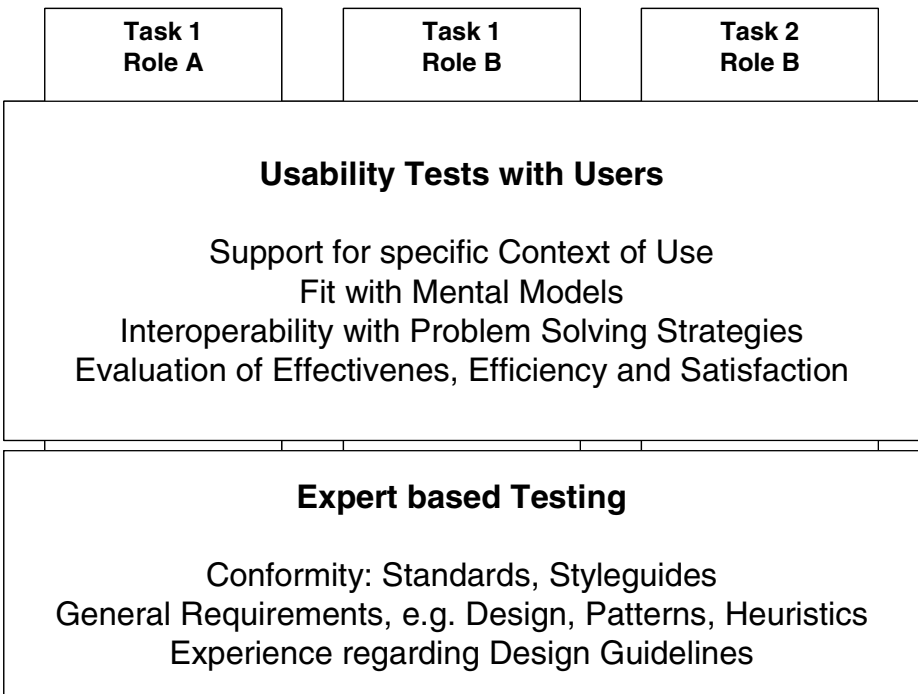 Task 1
Role A
Task 1
Role B
Task 2
Role B
Usability Tests with Users
Support for specific Context of Use
Fit with Mental Models
Interoperability with Problem Solving Strategies
Evaluation of Effectivenes, Efficiency and Satisfaction
Expert based Testing
Conformity: Standards, Styleguides
General Requirements, e.g. Design, Patterns, Heuristics
Experience regarding Design Guidelines